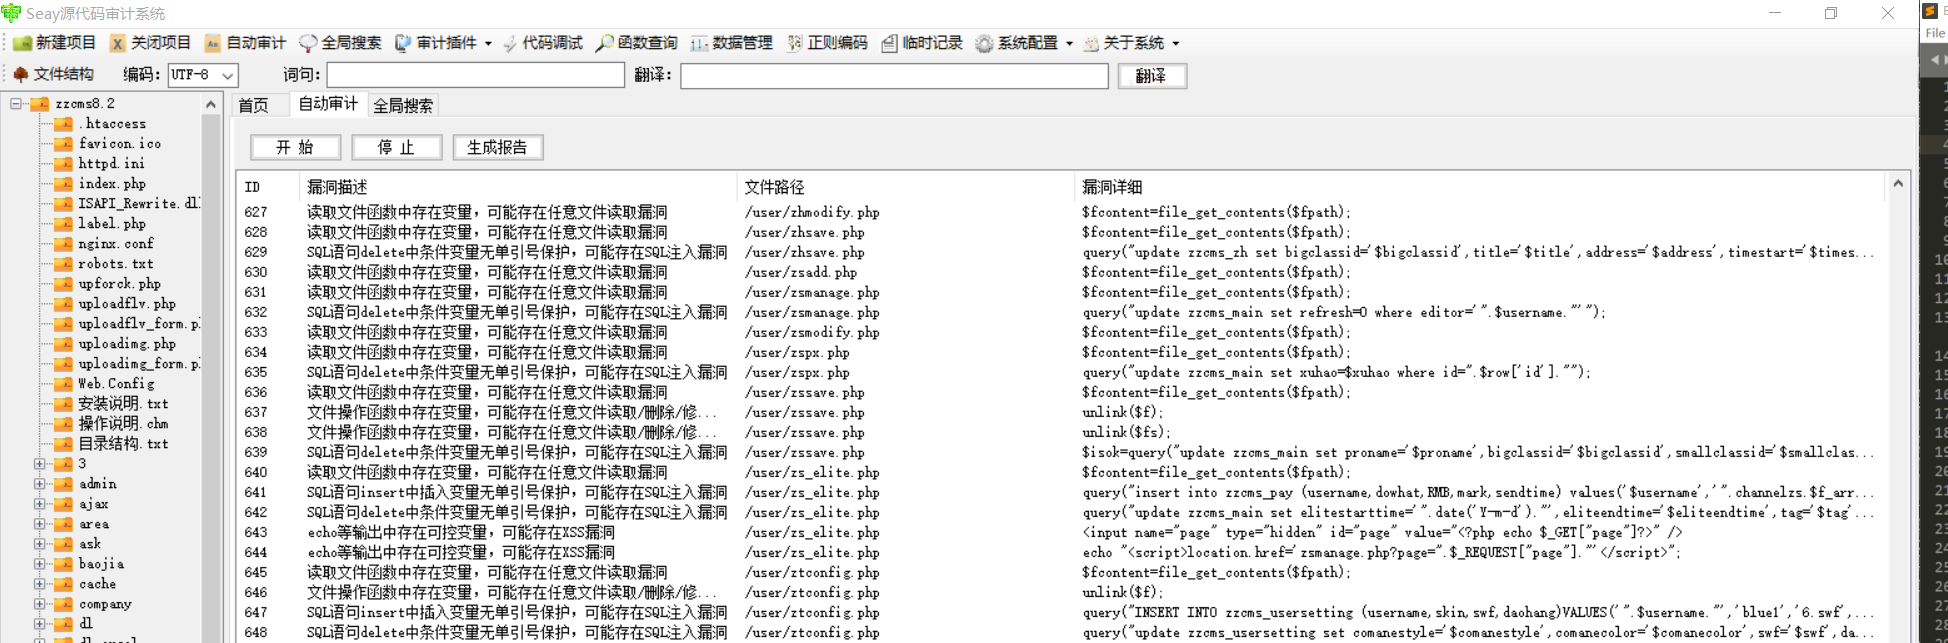 Seay源代码审计系统
新建项目 关闭项目 自动审计 全局搜索 审计插件 代码调试 函数查询 数据管理 正则编码 临时记录 系统配置 关于系统
File
文件结构 编码: UTF-8 词句: 翻译: 翻译
zzcms8.2
.htaccess
favicon.ico
httpd.ini
index.php
ISAPI_Rewrite.dl
label.php
nginx.conf
robots.txt
upforck.php
uploadflv.php
uploadflv_form.p
uploadimg.php
uploadimg_form.p
Web.Config
安装说明.txt
操作说明.chm
目录结构.txt
3
admin
ajax
area
ask
baojia
cache
company
dl
首页 自动审计 全局搜索
开 始 停 止 生成报告
ID 漏洞描述 文件路径 漏洞详细
627 读取文件函数中存在变量，可能存在任意文件读取漏洞 /user/zhmodify.php $fcontent=file_get_contents($fpath);
628 读取文件函数中存在变量，可能存在任意文件读取漏洞 /user/zhsave.php $fcontent=file_get_contents($fpath);
629 SQL语句delete中条件变量无单引号保护，可能存在SQL注入漏洞 /user/zhsave.php query("update zzcms_zh set bigclassid='$bigclassid',title='$title',address='$address',timestart='$times...
630 读取文件函数中存在变量，可能存在任意文件读取漏洞 /user/zsadd.php $fcontent=file_get_contents($fpath);
631 读取文件函数中存在变量，可能存在任意文件读取漏洞 /user/zsmanage.php $fcontent=file_get_contents($fpath);
632 SQL语句delete中条件变量无单引号保护，可能存在SQL注入漏洞 /user/zsmanage.php query("update zzcms_main set refresh=0 where editor='".$username."'");
633 读取文件函数中存在变量，可能存在任意文件读取漏洞 /user/zsmodify.php $fcontent=file_get_contents($fpath);
634 读取文件函数中存在变量，可能存在任意文件读取漏洞 /user/zspx.php $fcontent=file_get_contents($fpath);
635 SQL语句delete中条件变量无单引号保护，可能存在SQL注入漏洞 /user/zspx.php query("update zzcms_main set xuhao=$xuhao where id=".$row['id']."");
636 读取文件函数中存在变量，可能存在任意文件读取漏洞 /user/zssave.php $fcontent=file_get_contents($fpath);
637 文件操作函数中存在变量，可能存在任意文件读取/删除/修... /user/zssave.php unlink($f);
638 文件操作函数中存在变量，可能存在任意文件读取/删除/修... /user/zssave.php unlink($fs);
639 SQL语句delete中条件变量无单引号保护，可能存在SQL注入漏洞 /user/zssave.php $isok=query("update zzcms_main set proname='$proname',bigclassid='$bigclassid',smallclassid='$smallclas...
640 读取文件函数中存在变量，可能存在任意文件读取漏洞 /user/zs_elite.php $fcontent=file_get_contents($fpath);
641 SQL语句insert中插入变量无单引号保护，可能存在SQL注入漏洞 /user/zs_elite.php query("insert into zzcms_pay (username,dowhat,RMB,mark,sendtime) values('$username','".channelzs.$f_arr...
642 SQL语句delete中条件变量无单引号保护，可能存在SQL注入漏洞 /user/zs_elite.php query("update zzcms_main set elitestarttime='".date('Y-m-d')."',eliteendtime='$eliteendtime',tag='$tag'...
643 echo等输出中存在可控变量，可能存在XSS漏洞 /user/zs_elite.php <input name="page" type="hidden" id="page" value="<?php echo $_GET["page"]?>" />
644 echo等输出中存在可控变量，可能存在XSS漏洞 /user/zs_elite.php echo "<script>location.href='zsmanage.php?page=".$_REQUEST["page"]."'</script>";
645 读取文件函数中存在变量，可能存在任意文件读取漏洞 /user/ztconfig.php $fcontent=file_get_contents($fpath);
646 文件操作函数中存在变量，可能存在任意文件读取/删除/修... /user/ztconfig.php unlink($f);
647 SQL语句insert中插入变量无单引号保护，可能存在SQL注入漏洞 /user/ztconfig.php query("INSERT INTO zzcms_usersetting (username,skin,swf,daohang)VALUES('".$username."','blue1','6.swf',...
648 SQL语句delete中条件变量无单引号保护，可能存在SQL注入漏洞 /user/ztconfig.php query("update zzcms_usersetting set comanestyle='$comanestyle',comanecolor='$comanecolor',swf='$swf',da...